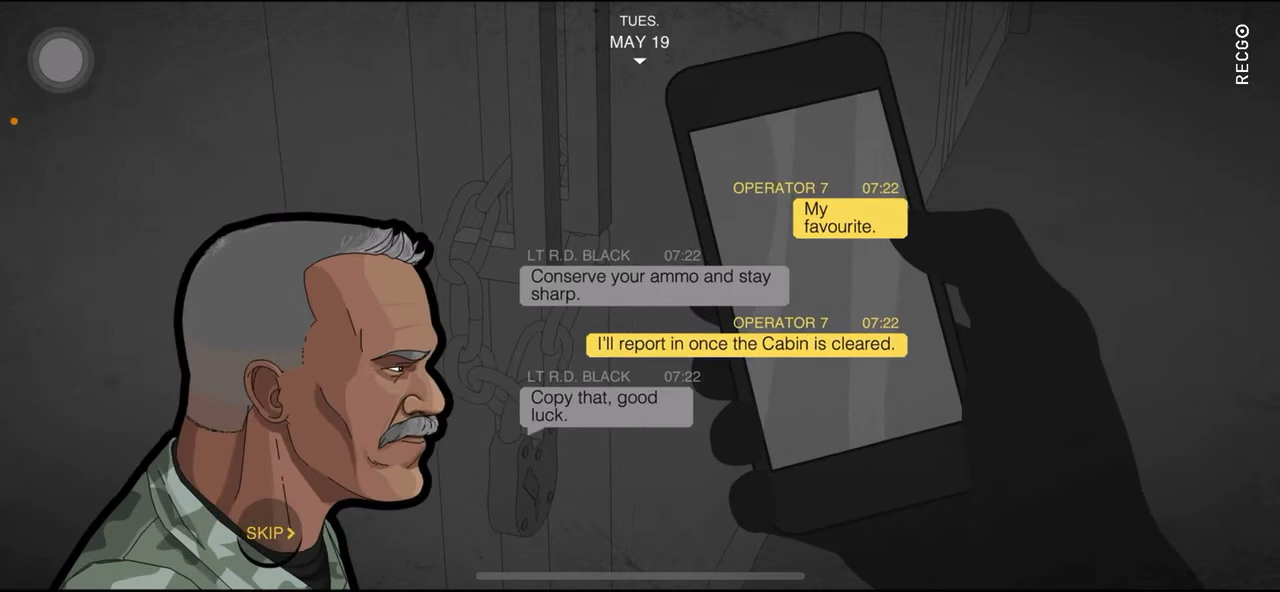 TUES.
MAY 19
RECGO
OPERATOR 7 07:22
My
favourite.
LT R.D. BLACK 07:22
Conserve your ammo and stay
sharp.
OPERATOR 7 07:22
I'll report in once the Cabin is cleared.
LT R.D. BLACK 07:22
Copy that, good
luck.
SKIP >